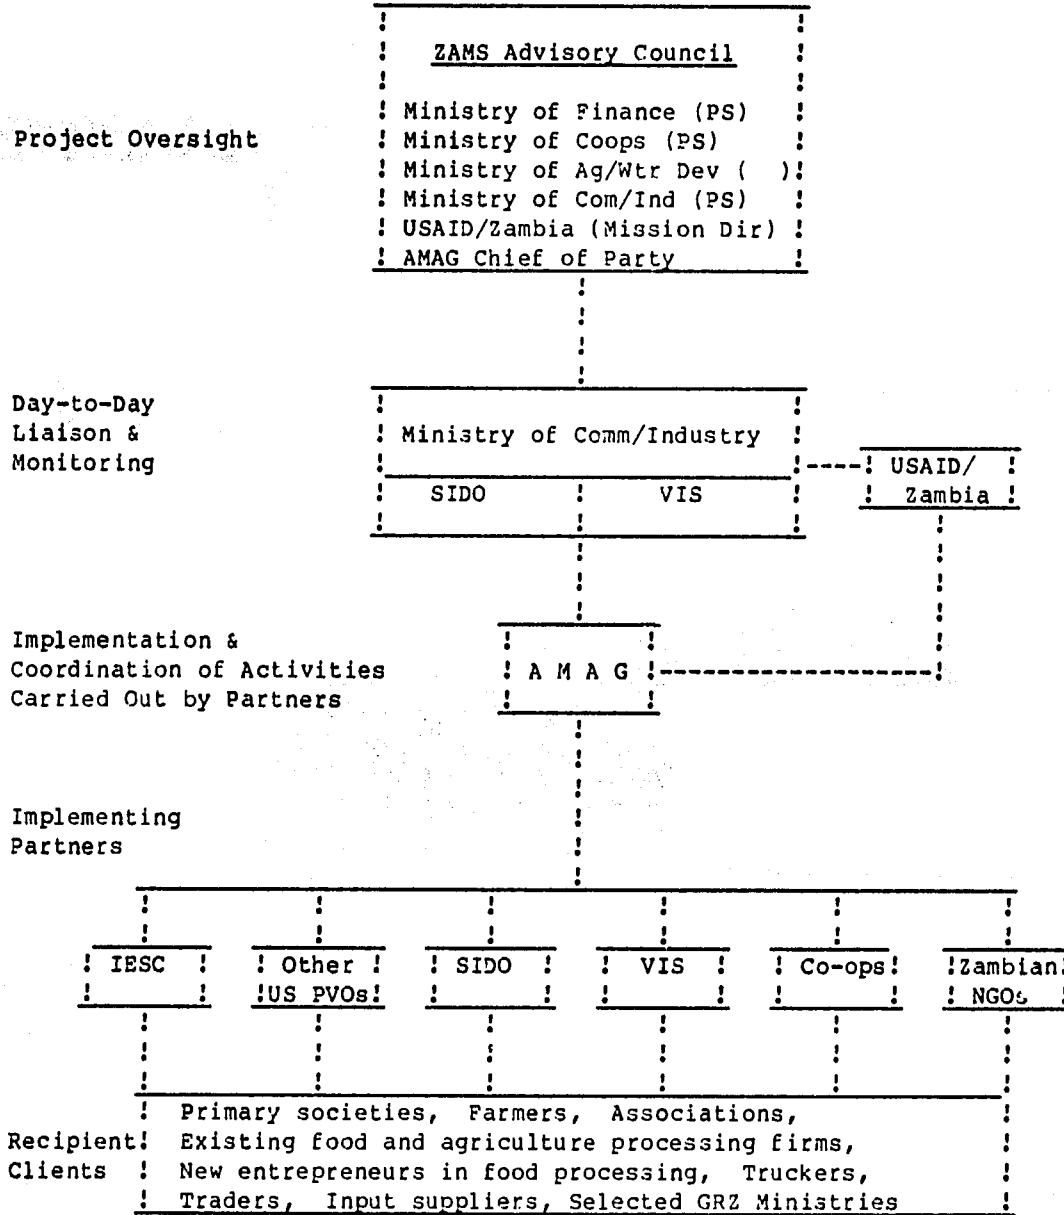 ZAMS Advisory Council
Project Oversight
Ministry of Finance (PS)
Ministry of Coops (PS)
Ministry of Ag/Wtr Dev (  )
Ministry of Com/Ind (PS)
USAID/Zambia (Mission Dir)
AMAG Chief of Party
Day-to-Day
Liaison &
Monitoring
Ministry of Comm/Industry
SIDO VIS
USAID/
Zambia
Implementation &
Coordination of Activities
Carried Out by Partners
A M A G
Implementing
Partners
IESC
Other
US PVOs
SIDO
VIS
Co-ops
Zambian
NGOs
Recipient
Clients
Primary societies, Farmers, Associations,
Existing food and agriculture processing firms,
New entrepreneurs in food processing, Truckers,
Traders, Input suppliers, Selected GRZ Ministries